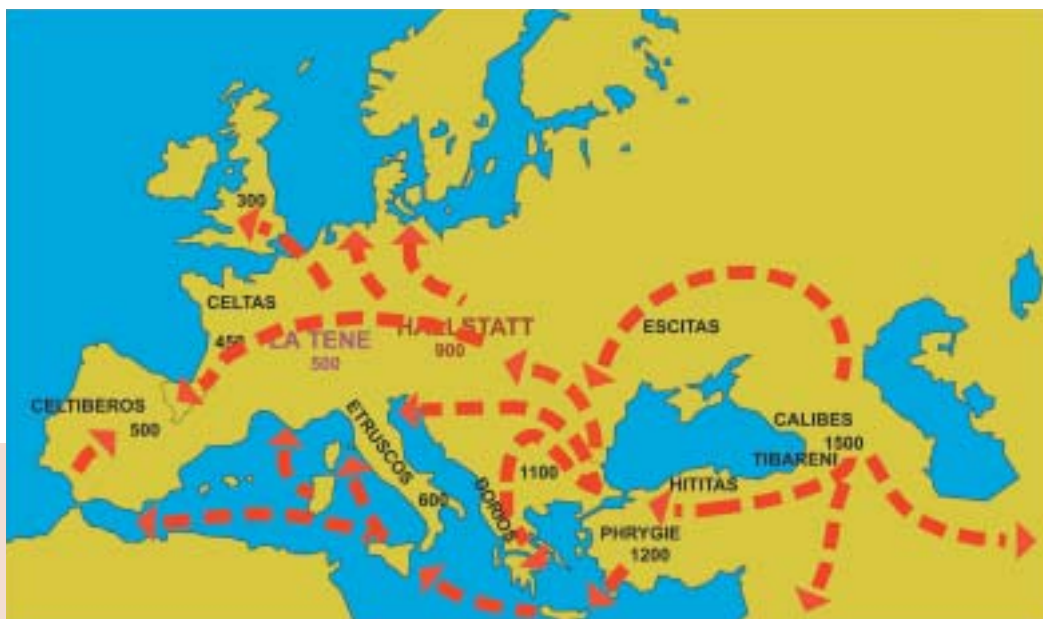 300
CELTAS
450
LA TENE
500
HALLSTATT
900
ESCITAS
CELTIBEROS
500
ETRUSCOS
600
DORIOS
1100
CALIBES
1500
TIBARENI
HITITAS
PHRYGIE
1200